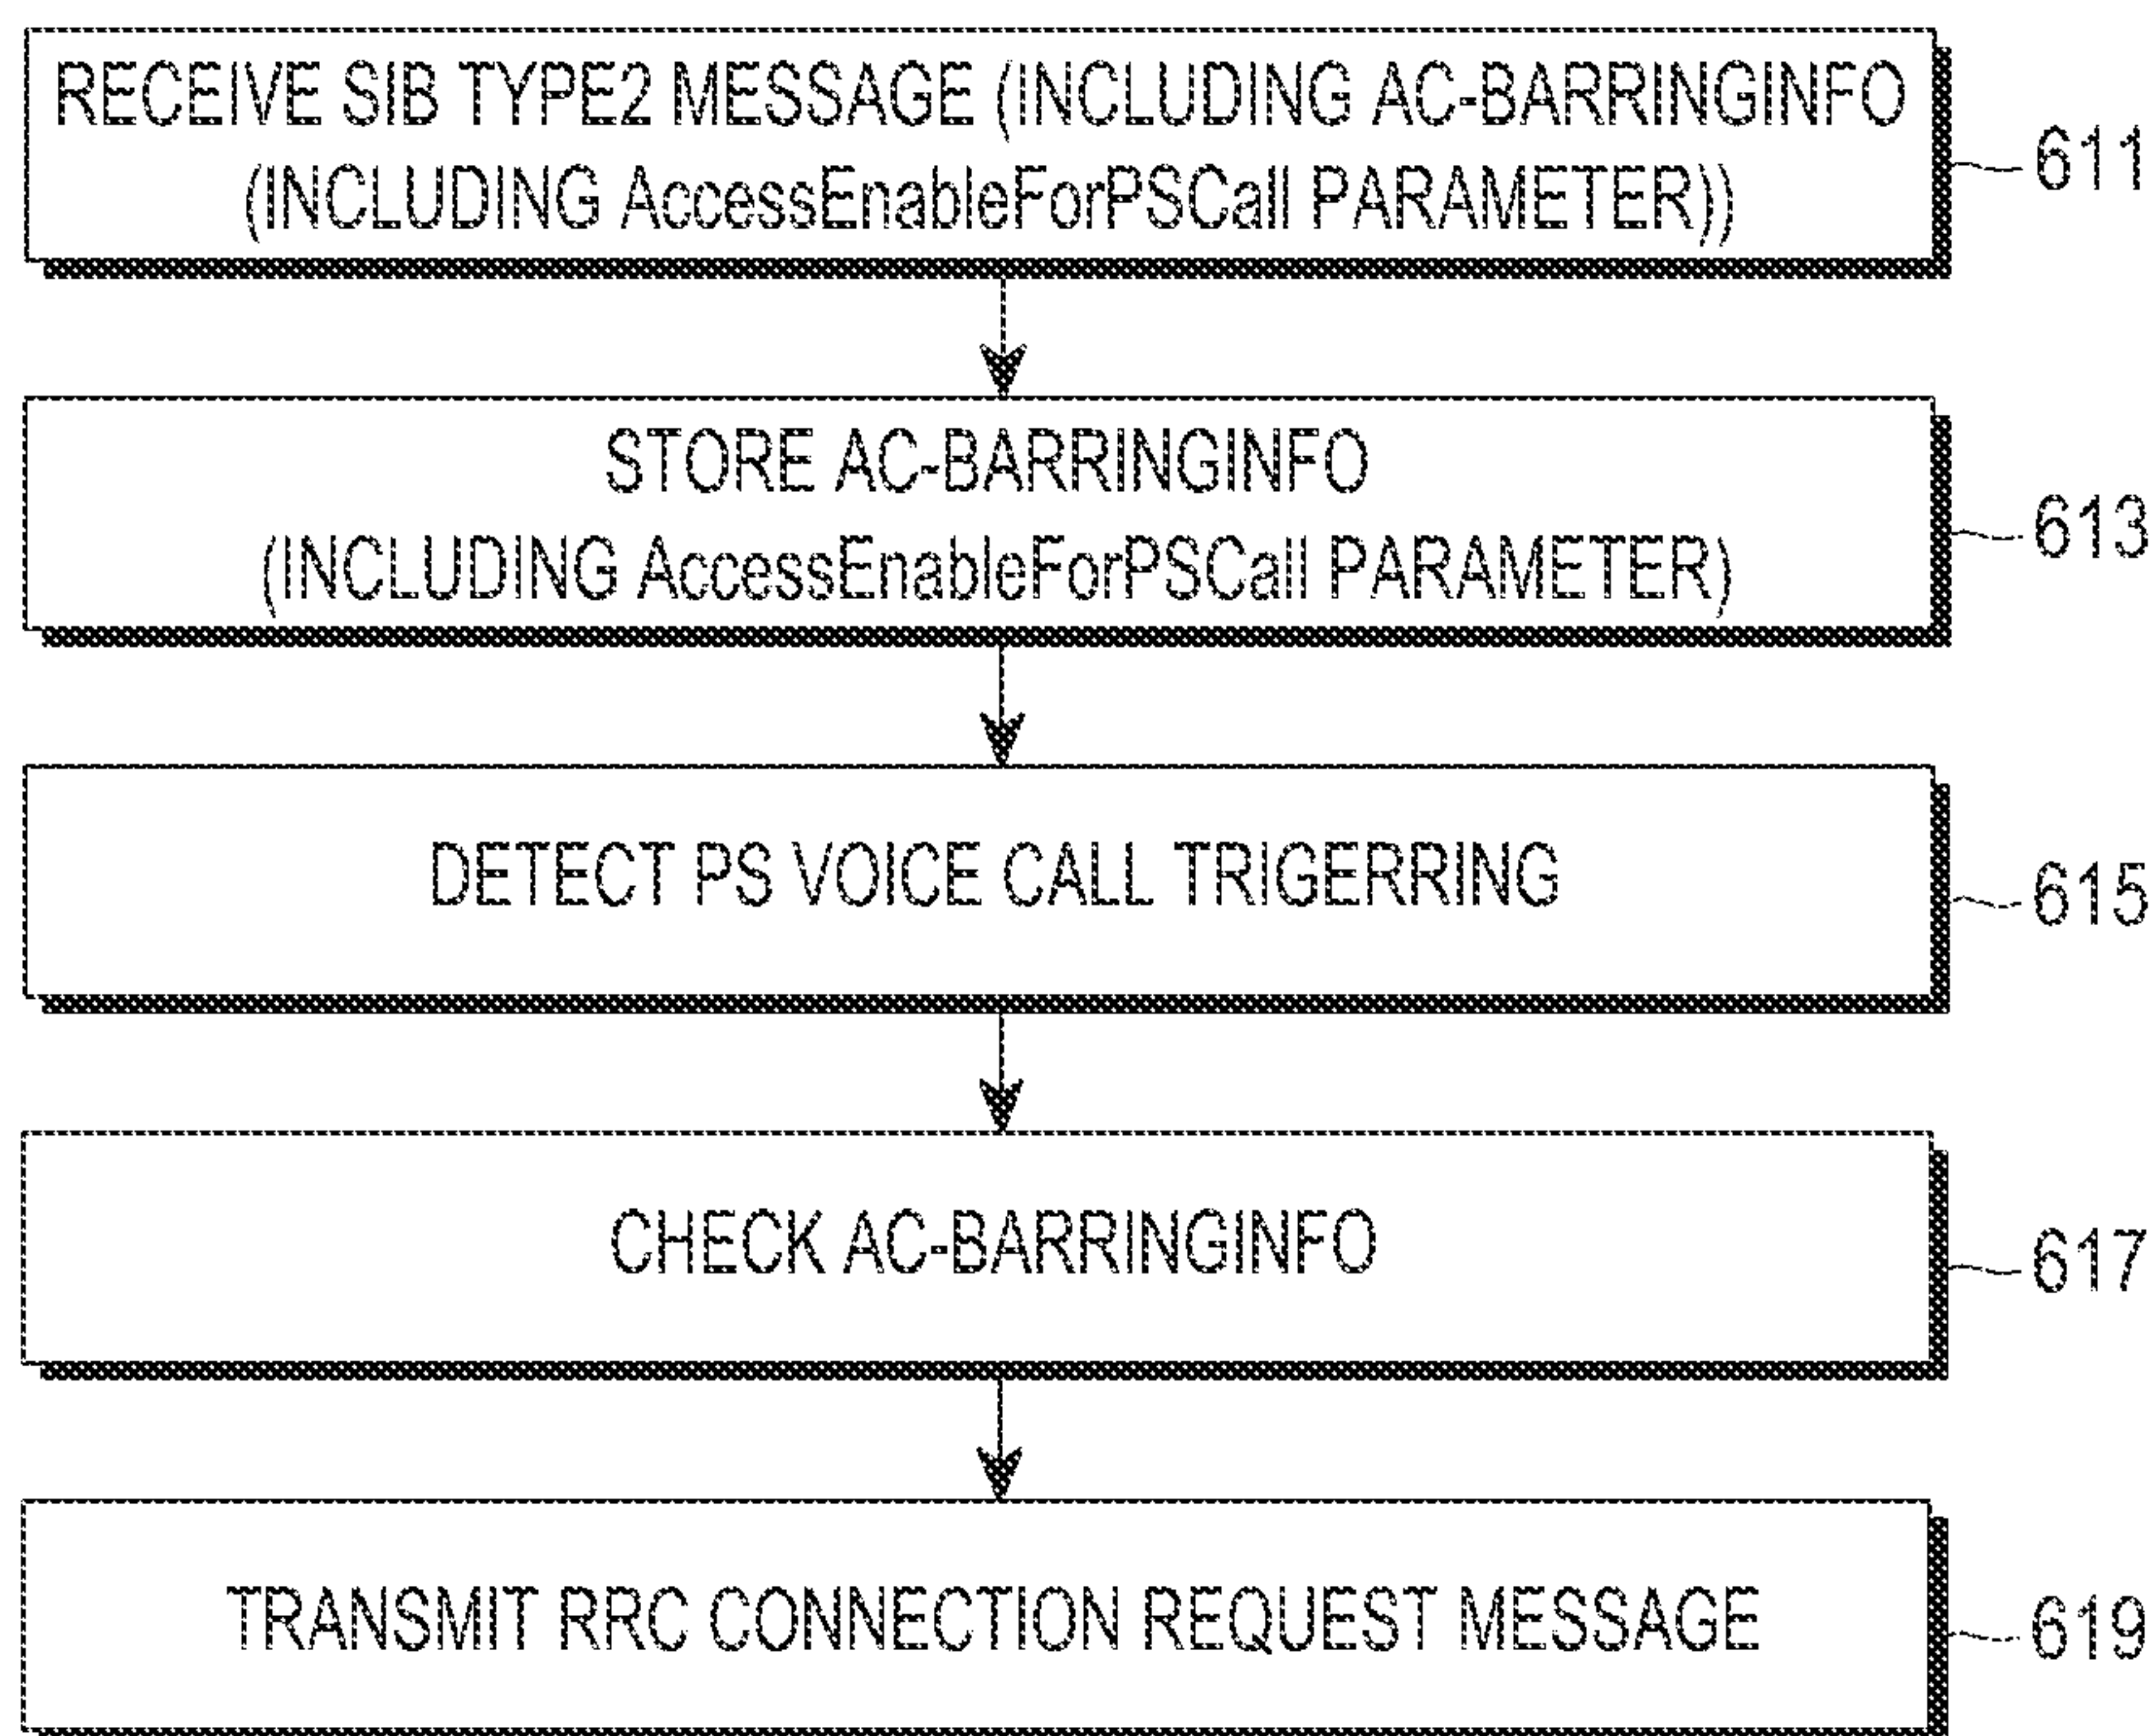 RECEIVE SIB TYPE2 MESSAGE (INCLUDING AC-BARRINGINFO
(INCLUDING AccessEnableForPSCall PARAMETER))
611
STORE AC-BARRINGINFO
(INCLUDING AccessEnableForPSCall PARAMETER)
613
DETECT PS VOICE CALL TRIGERRING
615
CHECK AC-BARRINGINFO
617
TRANSMIT RRC CONNECTION REQUEST MESSAGE
619